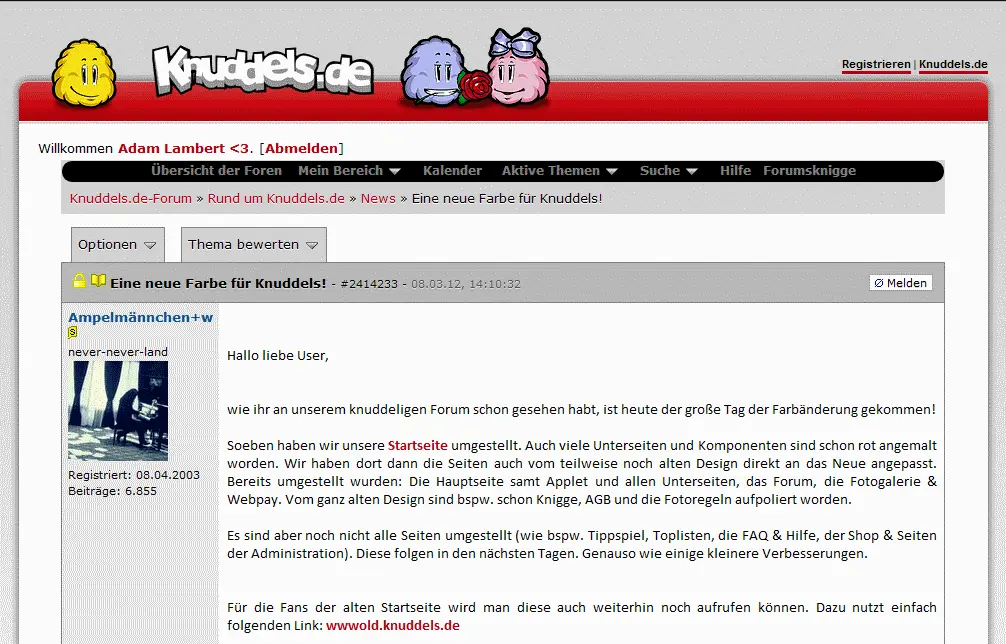 Knuddels.de
Registrieren | Knuddels.de
Willkommen Adam Lambert <3. [Abmelden]
Übersicht der Foren Mein Bereich Kalender Aktive Themen Suche Hilfe Forumsknigge
Knuddels.de-Forum » Rund um Knuddels.de » News » Eine neue Farbe für Knuddels!
Optionen Thema bewerten
Eine neue Farbe für Knuddels! - #2414233 - 08.03.12, 14:10:32 Ø Melden
Ampelmännchen+w
S
never-never-land
Registriert: 08.04.2003
Beiträge: 6.855
Hallo liebe User,
wie ihr an unserem knuddeligen Forum schon gesehen habt, ist heute der große Tag der Farbänderung gekommen!
Soeben haben wir unsere Startseite umgestellt. Auch viele Unterseiten und Komponenten sind schon rot angemalt
worden. Wir haben dort dann die Seiten auch vom teilweise noch alten Design direkt an das Neue angepasst.
Bereits umgestellt wurden: Die Hauptseite samt Applet und allen Unterseiten, das Forum, die Fotogalerie &
Webpay. Vom ganz alten Design sind bspw. schon Knigge, AGB und die Fotoregeln aufpoliert worden.
Es sind aber noch nicht alle Seiten umgestellt (wie bspw. Tippspiel, Toplisten, die FAQ & Hilfe, der Shop & Seiten
der Administration). Diese folgen in den nächsten Tagen. Genauso wie einige kleinere Verbesserungen.
Für die Fans der alten Startseite wird man diese auch weiterhin noch aufrufen können. Dazu nutzt einfach
folgenden Link: wwwold.knuddels.de